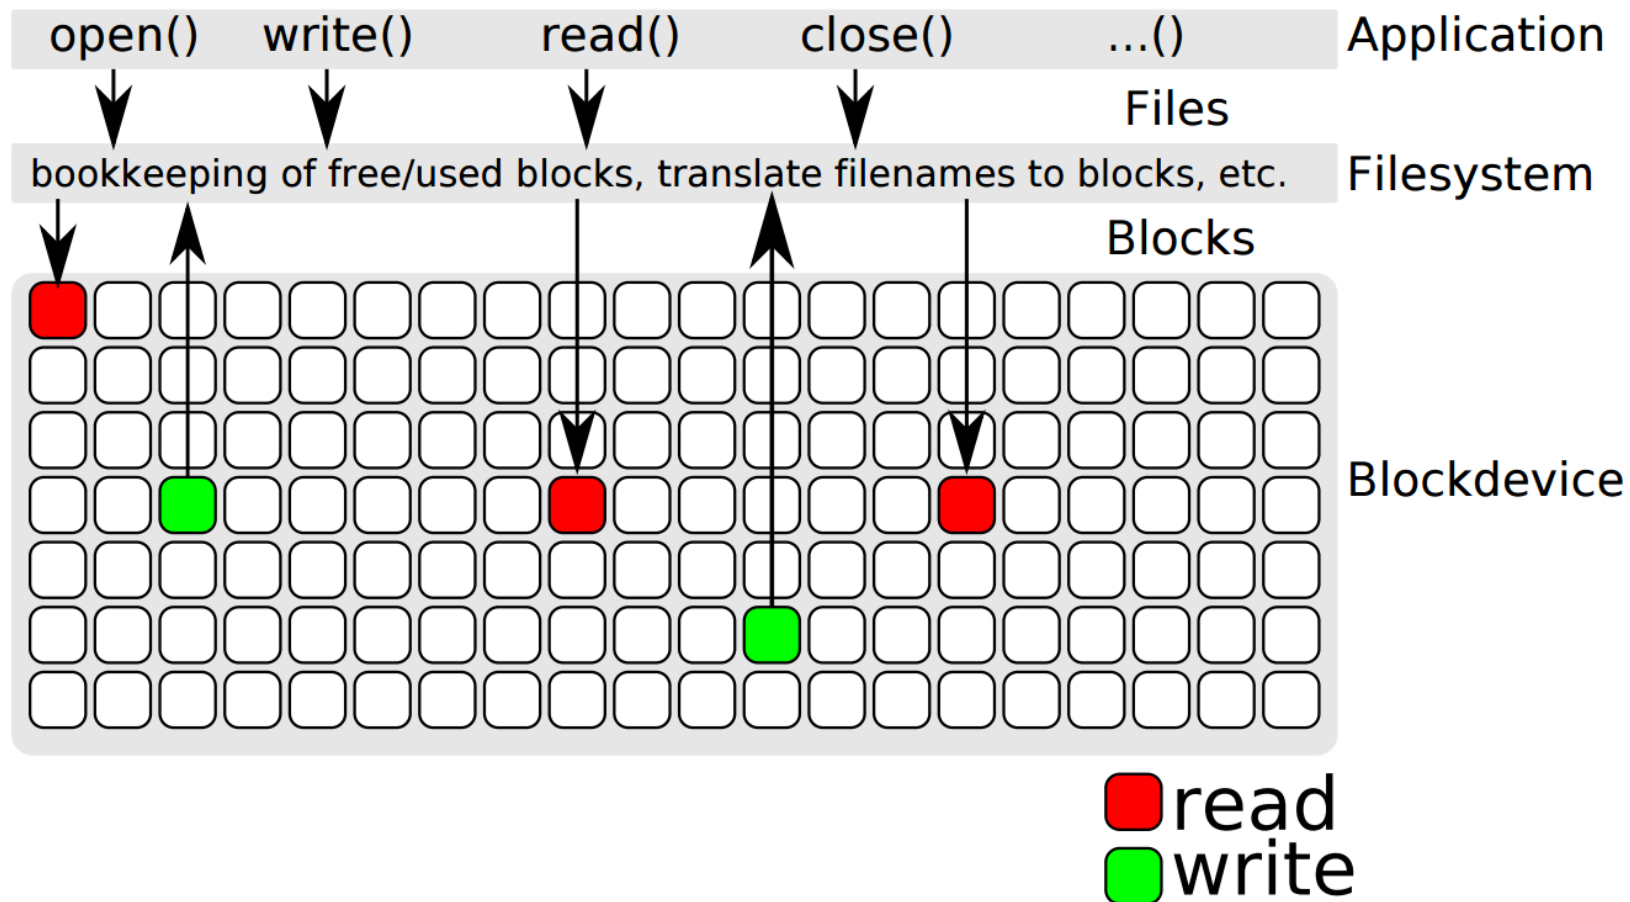 open() write() read() close() ...() Application
Files
bookkeeping of free/used blocks, translate filenames to blocks, etc. Filesystem
Blocks
Blockdevice
read
write